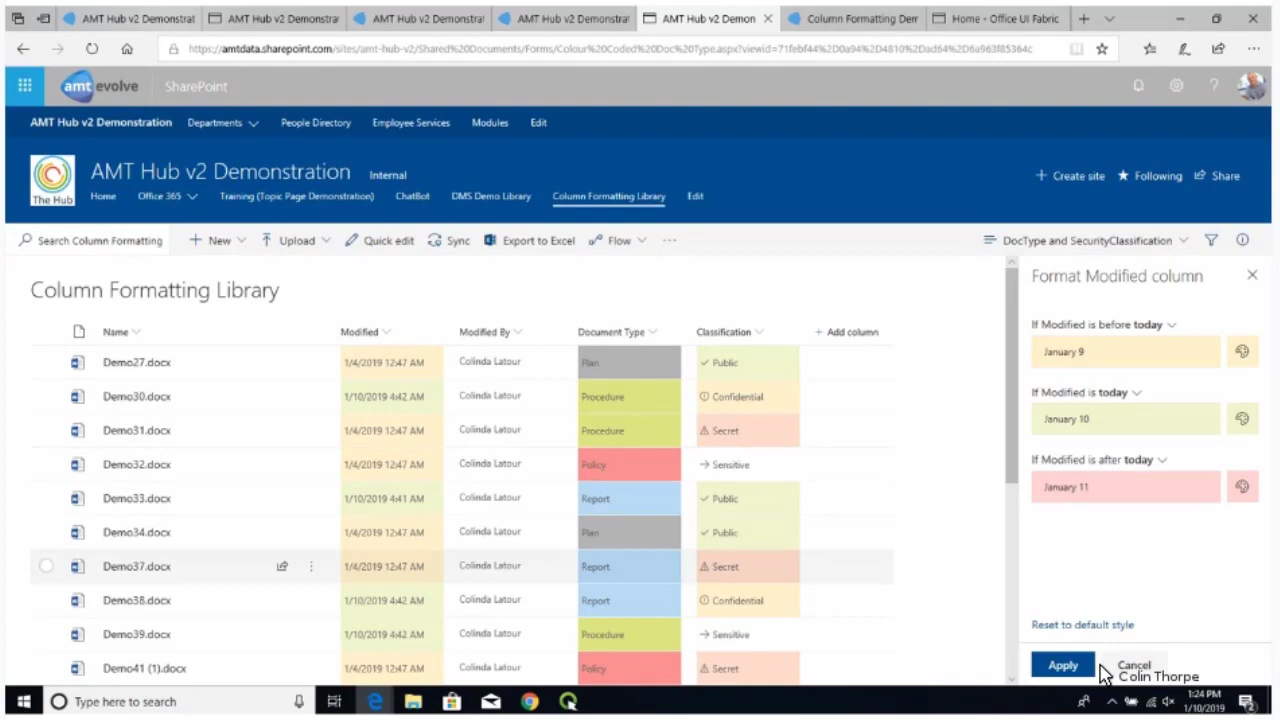 AMT Hub v2 Demonstrat
AMT Hub v2 Demonstrat
AMT Hub v2 Demonstrat
AMT Hub v2 Demonstrat
AMT Hub v2 Demon
Column Formatting Dem
Home - Office UI Fabric
https://amtdata.sharepoint.com/sites/amt-hub-v2/Shared%20Documents/Forms/Colour%20Coded%20Doc%20Type.aspx?viewid=71febf44%2D0a94%2D4810%2Dad64%2D6a963f85364c
amt evolve SharePoint
AMT Hub v2 Demonstration Departments People Directory Employee Services Modules Edit
The Hub
AMT Hub v2 Demonstration Internal
Create site Following Share
Home Office 365 Training (Topic Page Demonstration) ChatBot DMS Demo Library Column Formatting Library Edit
Search Column Formatting New Upload Quick edit Sync Export to Excel Flow DocType and SecurityClassification
Column Formatting Library
Name Modified Modified By Document Type Classification + Add column
Demo27.docx 1/4/2019 12:47 AM Colinda Latour Plan Public
Demo30.docx 1/10/2019 4:42 AM Colinda Latour Procedure Confidential
Demo31.docx 1/4/2019 12:47 AM Colinda Latour Procedure Secret
Demo32.docx 1/4/2019 12:47 AM Colinda Latour Policy Sensitive
Demo33.docx 1/10/2019 4:41 AM Colinda Latour Report Public
Demo34.docx 1/4/2019 12:47 AM Colinda Latour Plan Public
Demo37.docx 1/4/2019 12:47 AM Colinda Latour Report Secret
Demo38.docx 1/10/2019 4:42 AM Colinda Latour Report Confidential
Demo39.docx 1/10/2019 4:42 AM Colinda Latour Procedure Sensitive
Demo41 (1).docx 1/4/2019 12:47 AM Colinda Latour Policy Secret
Format Modified column
If Modified is before today
January 9
If Modified is today
January 10
If Modified is after today
January 11
Reset to default style
Apply Cancel
Colin Thorpe
Type here to search
1:24 PM
1/10/2019
2